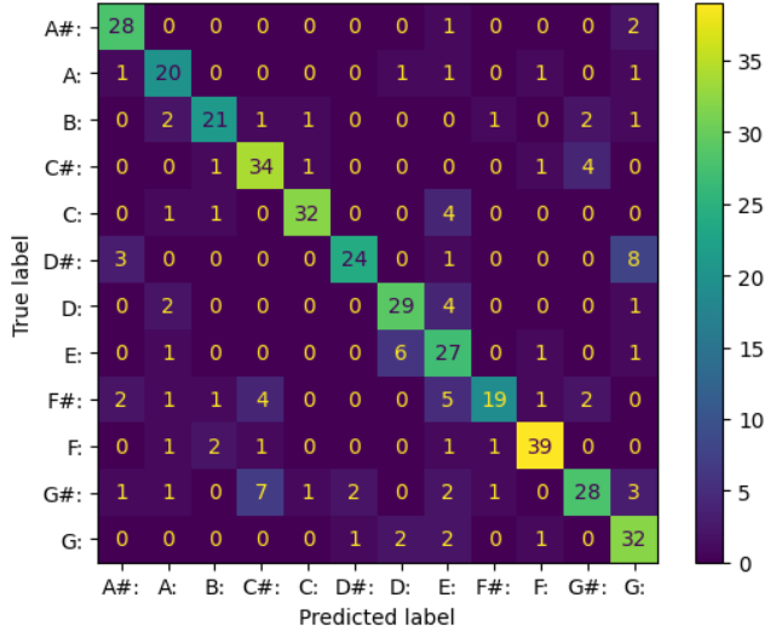 A#: 28 0 0 0 0 0 0 1 0 0 0 2
A: 1 20 0 0 0 0 1 1 0 1 0 1
B: 0 2 21 1 1 0 0 0 1 0 2 1
C#: 0 0 1 34 1 0 0 0 0 1 4 0
C: 0 1 1 0 32 0 0 4 0 0 0 0
D#: 3 0 0 0 0 24 0 1 0 0 0 8
D: 0 2 0 0 0 0 29 4 0 0 0 1
E: 0 1 0 0 0 0 6 27 0 1 0 1
F#: 2 1 1 4 0 0 0 5 19 1 2 0
F: 0 1 2 1 0 0 0 1 1 39 0 0
G#: 1 1 0 7 1 2 0 2 1 0 28 3
G: 0 0 0 0 0 1 2 2 0 1 0 32
A#: A: B: C#: C: D#: D: E: F#: F: G#: G:
Predicted label
True label
35
30
25
20
15
10
5
0